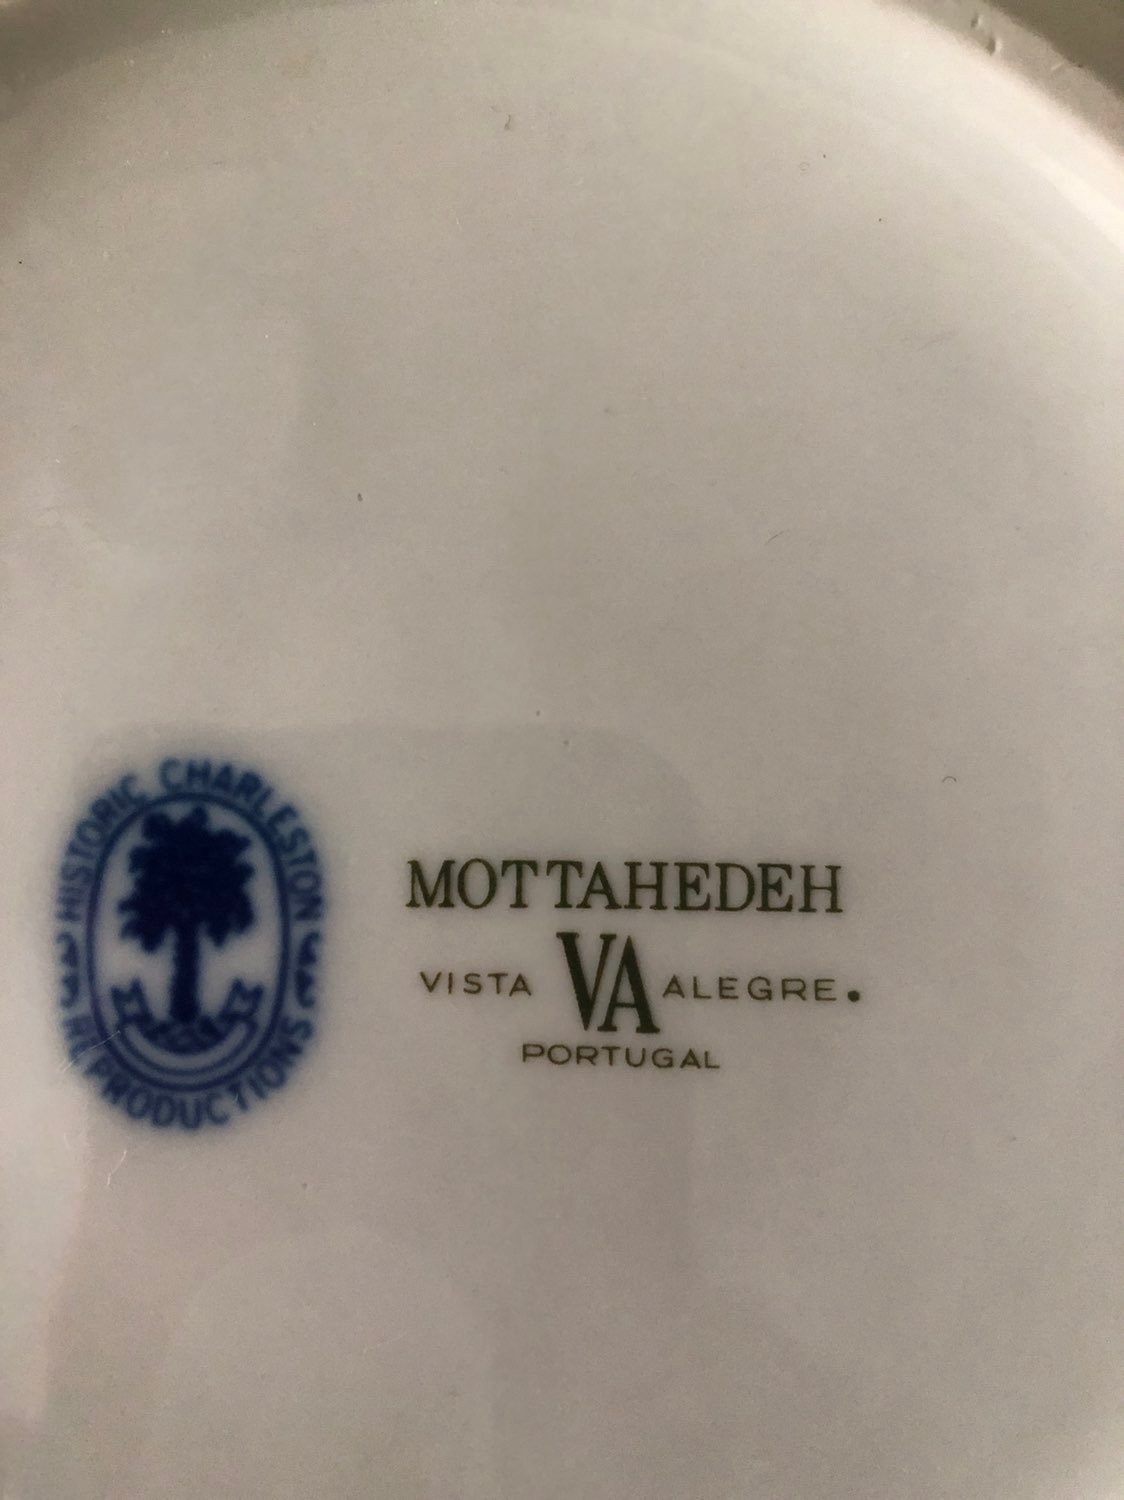 HISTORIC CHARLESTON
REPRODUCTIONS
MOTTAHEDEH
VISTA VA ALEGRE.
PORTUGAL